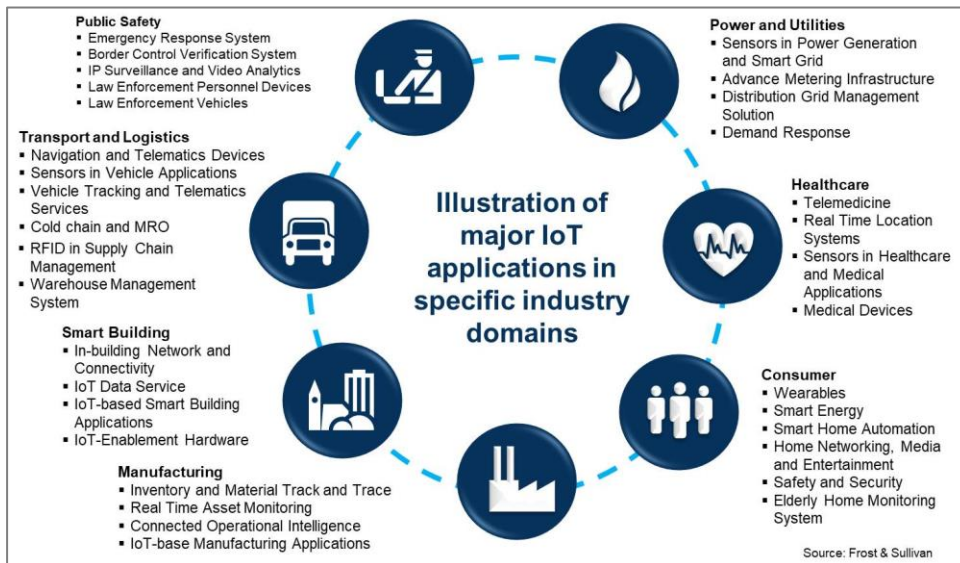 Public Safety
▪ Emergency Response System
▪ Border Control Verification System
▪ IP Surveillance and Video Analytics
▪ Law Enforcement Personnel Devices
▪ Law Enforcement Vehicles
Transport and Logistics
▪ Navigation and Telematics Devices
▪ Sensors in Vehicle Applications
▪ Vehicle Tracking and Telematics
Services
▪ Cold chain and MRO
▪ RFID in Supply Chain
Management
▪ Warehouse Management
System
Smart Building
▪ In-building Network and
Connectivity
▪ IoT Data Service
▪ IoT-based Smart Building
Applications
▪ IoT-Enablement Hardware
Manufacturing
▪ Inventory and Material Track and Trace
▪ Real Time Asset Monitoring
▪ Connected Operational Intelligence
▪ IoT-base Manufacturing Applications
Illustration of
major IoT
applications in
specific industry
domains
Power and Utilities
▪ Sensors in Power Generation
and Smart Grid
▪ Advance Metering Infrastructure
▪ Distribution Grid Management
Solution
▪ Demand Response
Healthcare
▪ Telemedicine
▪ Real Time Location
Systems
▪ Sensors in Healthcare
and Medical
Applications
▪ Medical Devices
Consumer
▪ Wearables
▪ Smart Energy
▪ Smart Home Automation
▪ Home Networking, Media
and Entertainment
▪ Safety and Security
▪ Elderly Home Monitoring
System
Source: Frost & Sullivan